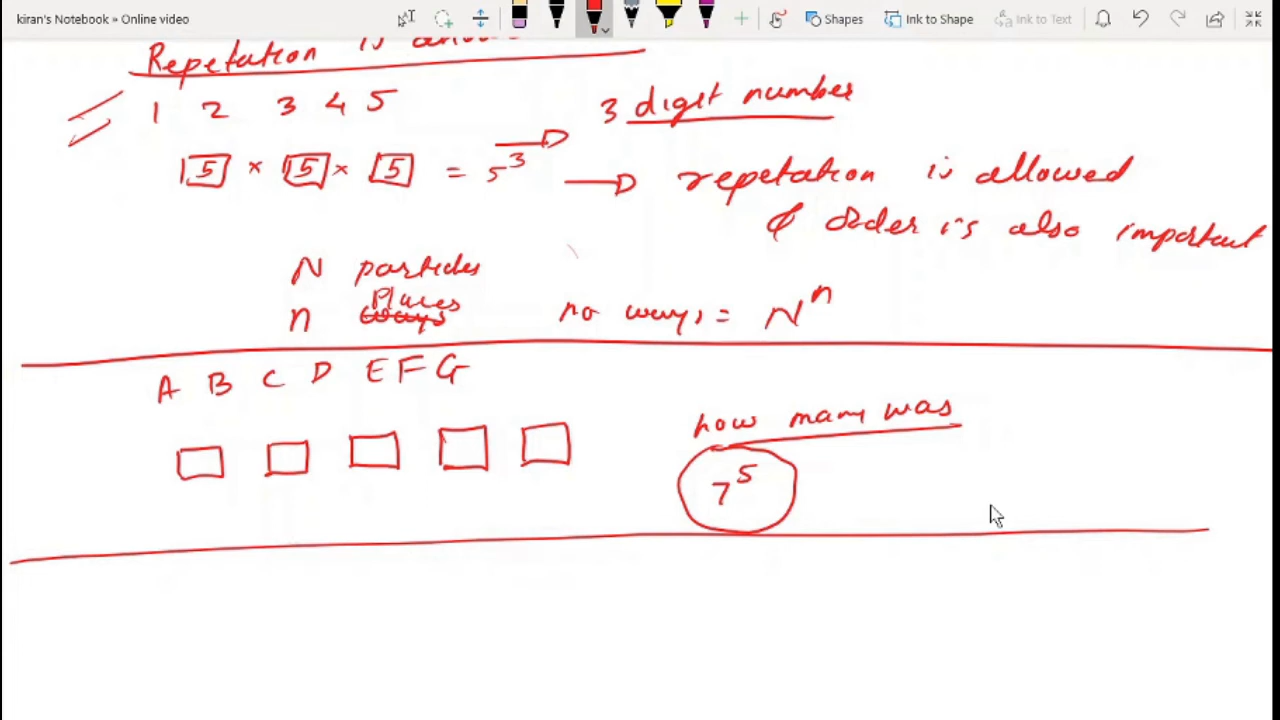 kiran's Notebook » Online video
Shapes
Ink to Shape
Ink to Text
Repetation is
1 2 3 4 5
3 digit number
5 × 5 × 5 = 5³
repetation is allowed
& order is also important
N particles
n Places
no ways = Nⁿ
A B C D E F G
how many was
7⁵